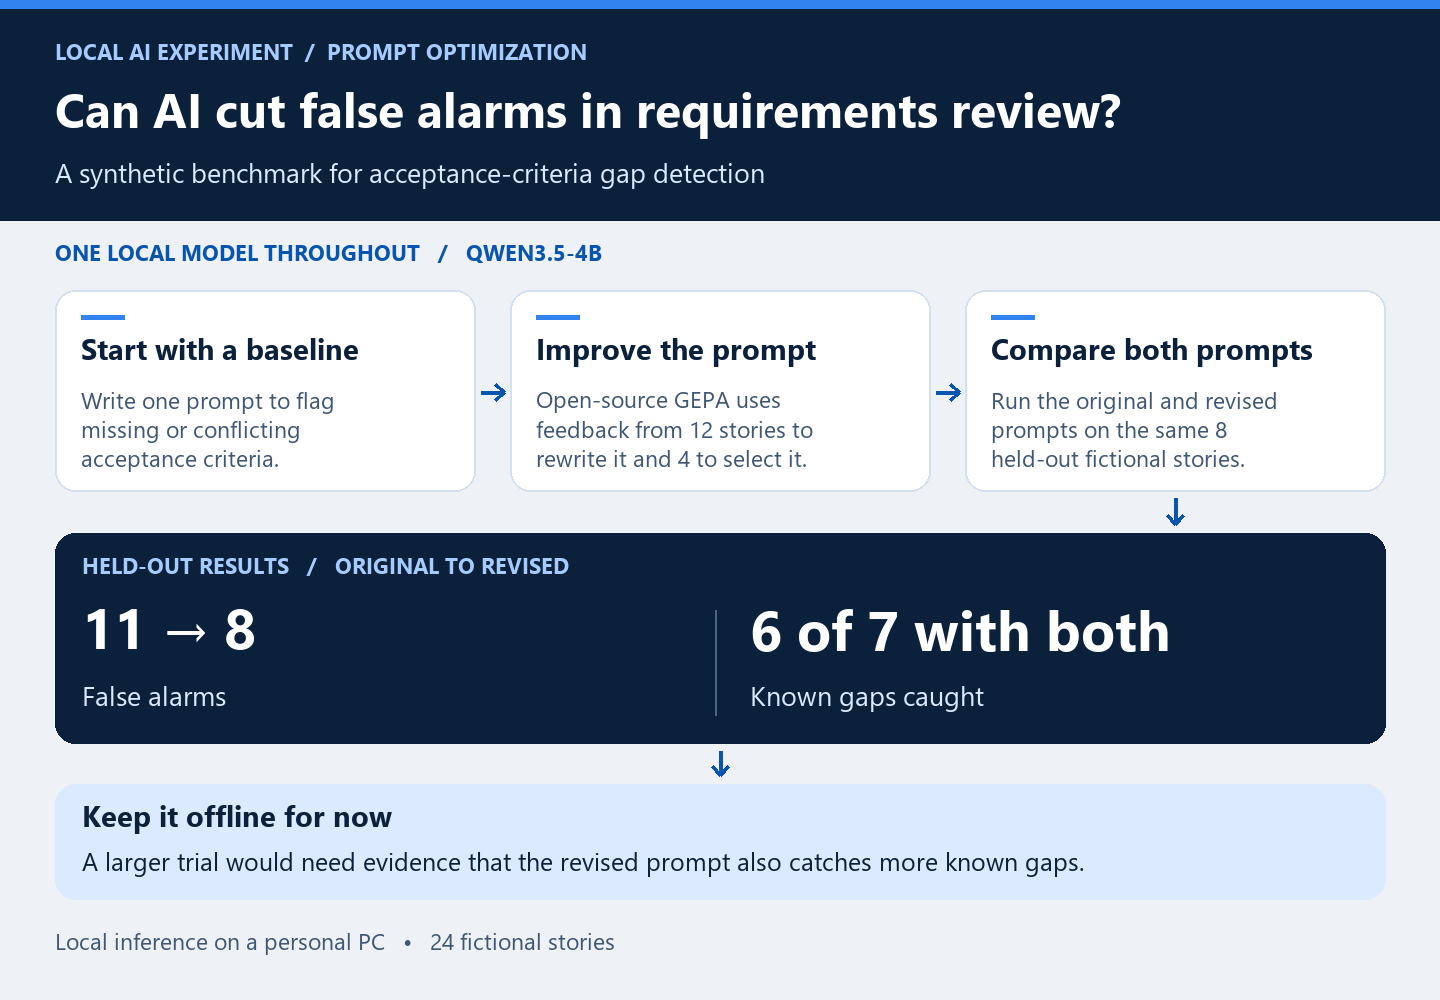 LOCAL AI EXPERIMENT / PROMPT OPTIMIZATION
Can AI cut false alarms in requirements review?
A synthetic benchmark for acceptance-criteria gap detection
ONE LOCAL MODEL THROUGHOUT / QWEN3.5-4B
Start with a baseline
Write one prompt to flag
missing or conflicting
acceptance criteria.
Improve the prompt
Open-source GEPA uses
feedback from 12 stories to
rewrite it and 4 to select it.
Compare both prompts
Run the original and revised
prompts on the same 8
held-out fictional stories.
HELD-OUT RESULTS / ORIGINAL TO REVISED
11 → 8
False alarms
6 of 7 with both
Known gaps caught
Keep it offline for now
A larger trial would need evidence that the revised prompt also catches more known gaps.
Local inference on a personal PC • 24 fictional stories